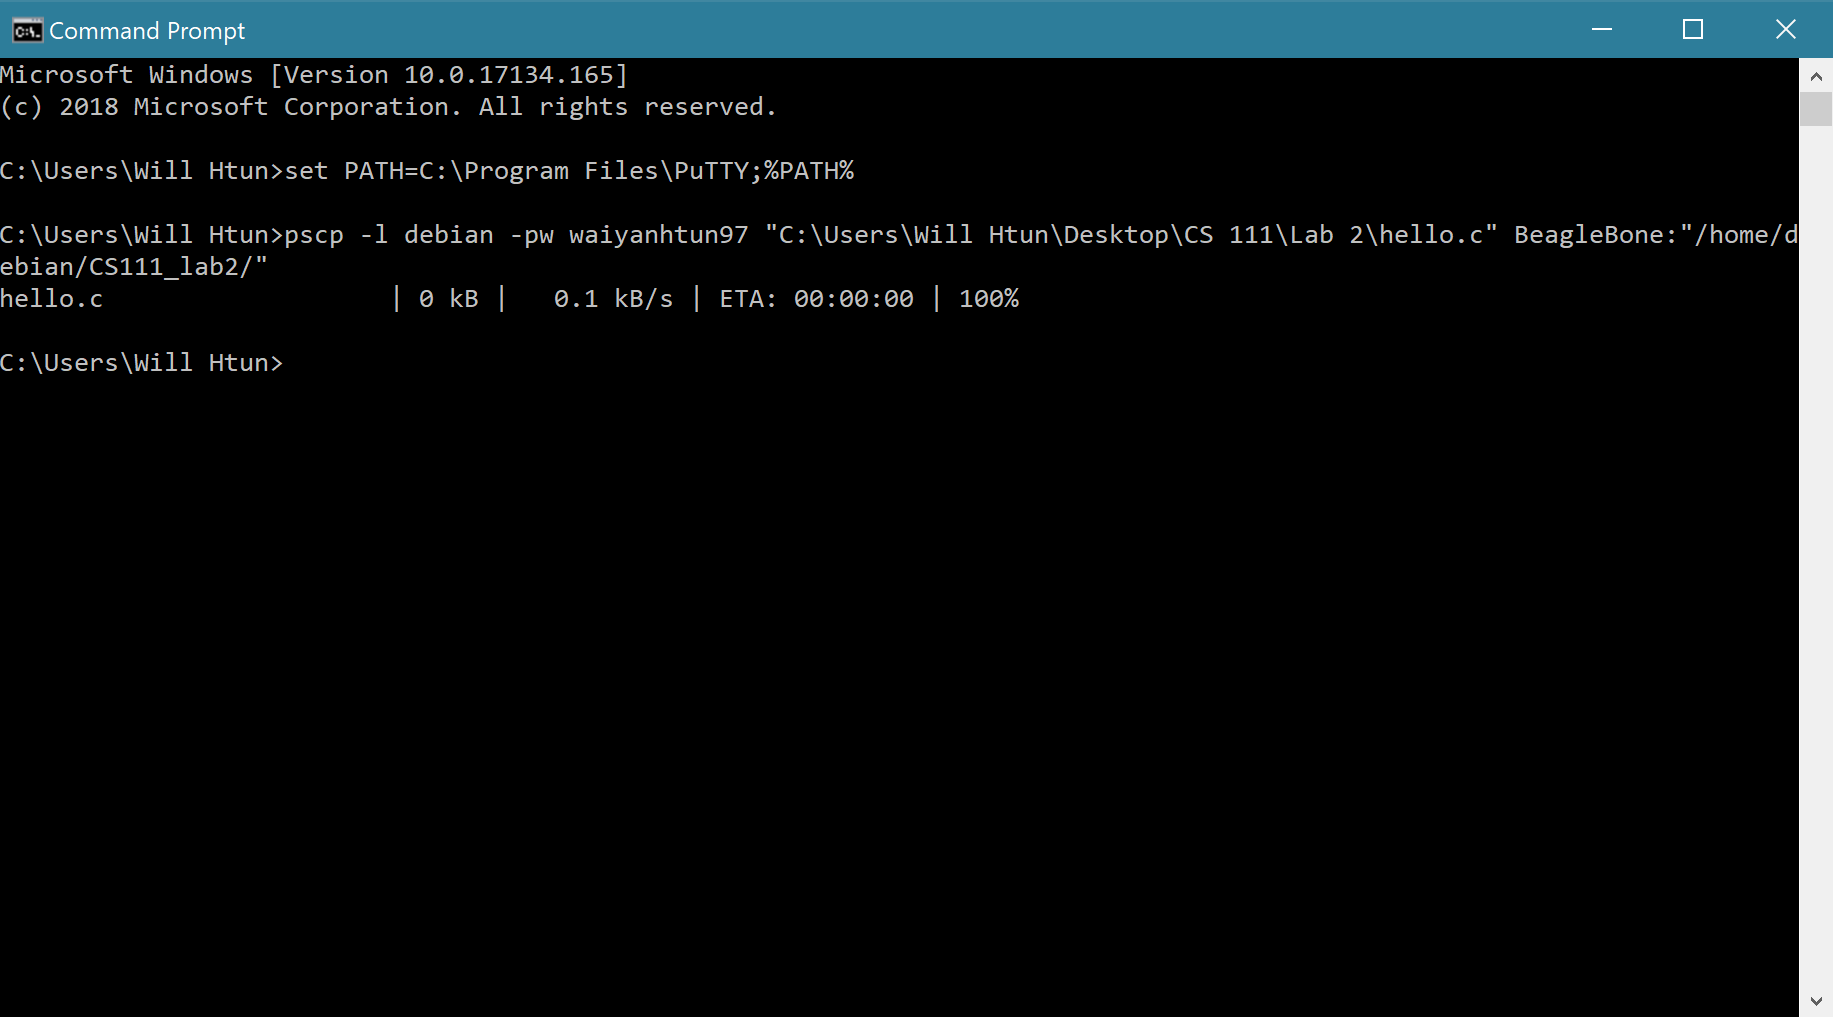 Command Prompt
Microsoft Windows [Version 10.0.17134.165]
(c) 2018 Microsoft Corporation. All rights reserved.
C:\Users\Will Htun>set PATH=C:\Program Files\PuTTY;%PATH%
C:\Users\Will Htun>pscp -l debian -pw waiyanhtun97 "C:\Users\Will Htun\Desktop\CS 111\Lab 2\hello.c" BeagleBone:"/home/d
ebian/CS111_lab2/"
hello.c                   | 0 kB |   0.1 kB/s | ETA: 00:00:00 | 100%
C:\Users\Will Htun>